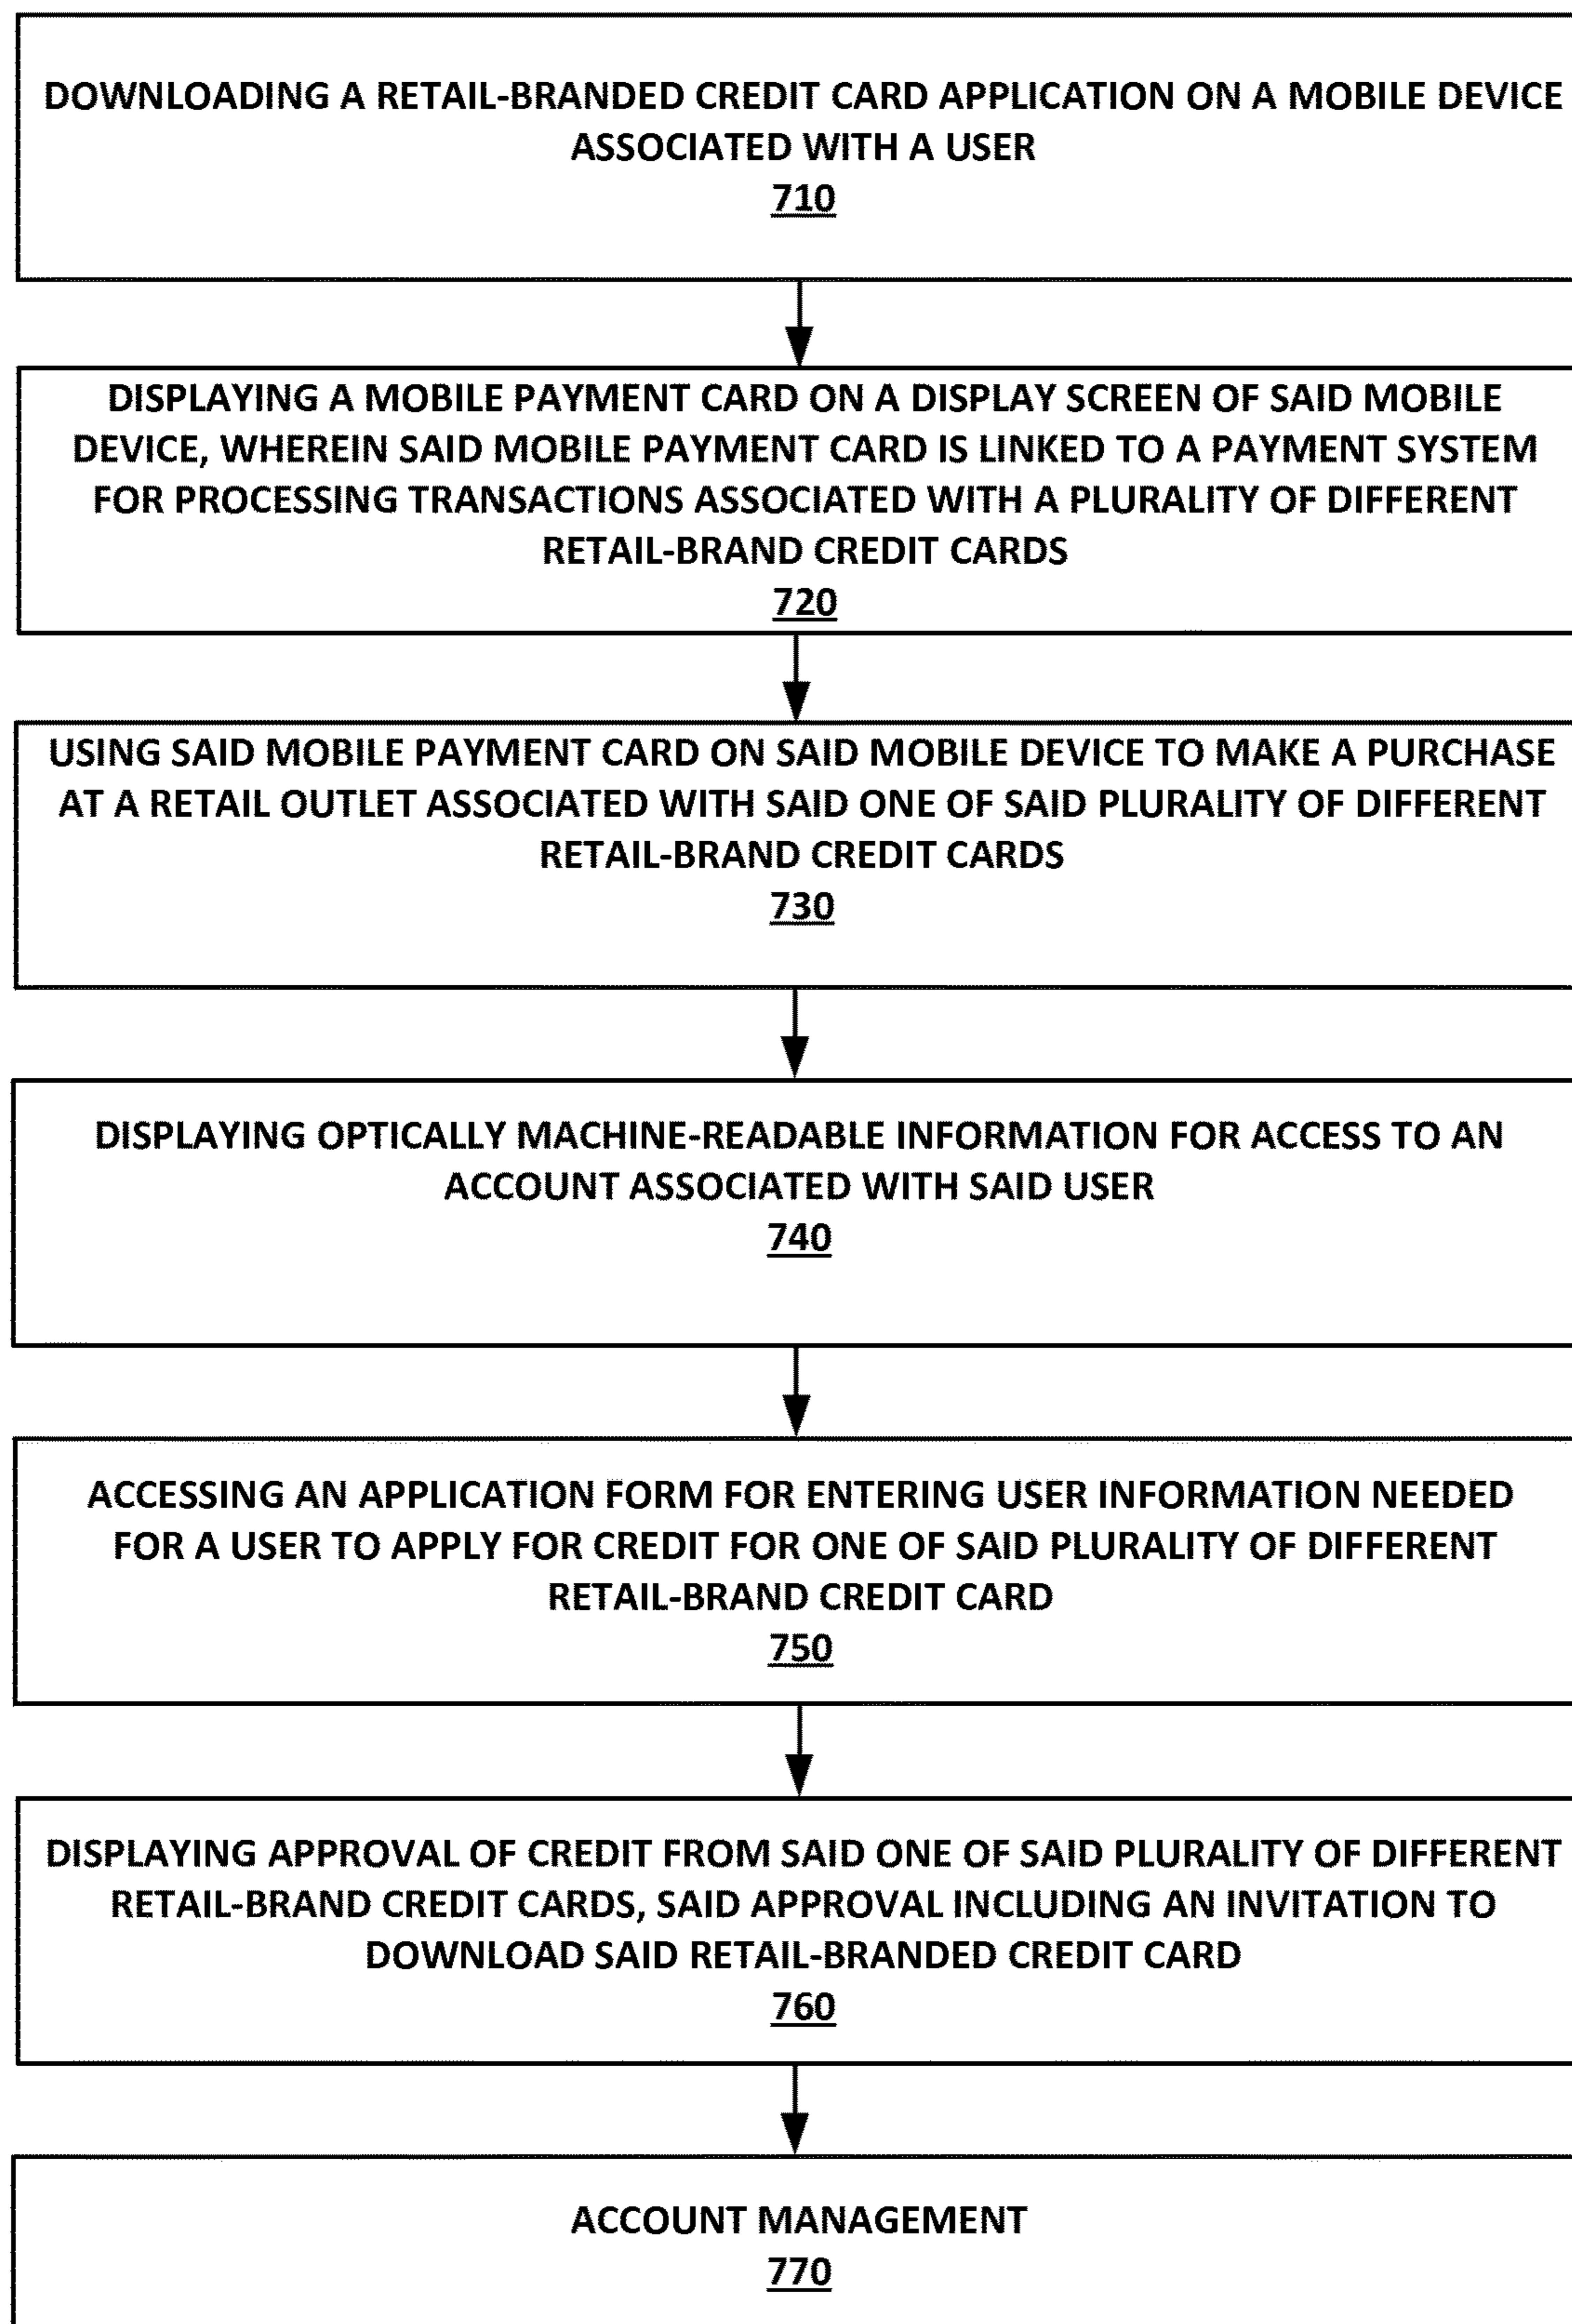 DOWNLOADING A RETAIL-BRANDED CREDIT CARD APPLICATION ON A MOBILE DEVICE
ASSOCIATED WITH A USER
710
DISPLAYING A MOBILE PAYMENT CARD ON A DISPLAY SCREEN OF SAID MOBILE
DEVICE, WHEREIN SAID MOBILE PAYMENT CARD IS LINKED TO A PAYMENT SYSTEM
FOR PROCESSING TRANSACTIONS ASSOCIATED WITH A PLURALITY OF DIFFERENT
RETAIL-BRAND CREDIT CARDS
720
USING SAID MOBILE PAYMENT CARD ON SAID MOBILE DEVICE TO MAKE A PURCHASE
AT A RETAIL OUTLET ASSOCIATED WITH SAID ONE OF SAID PLURALITY OF DIFFERENT
RETAIL-BRAND CREDIT CARDS
730
DISPLAYING OPTICALLY MACHINE-READABLE INFORMATION FOR ACCESS TO AN
ACCOUNT ASSOCIATED WITH SAID USER
740
ACCESSING AN APPLICATION FORM FOR ENTERING USER INFORMATION NEEDED
FOR A USER TO APPLY FOR CREDIT FOR ONE OF SAID PLURALITY OF DIFFERENT
RETAIL-BRAND CREDIT CARD
750
DISPLAYING APPROVAL OF CREDIT FROM SAID ONE OF SAID PLURALITY OF DIFFERENT
RETAIL-BRAND CREDIT CARDS, SAID APPROVAL INCLUDING AN INVITATION TO
DOWNLOAD SAID RETAIL-BRANDED CREDIT CARD
760
ACCOUNT MANAGEMENT
770